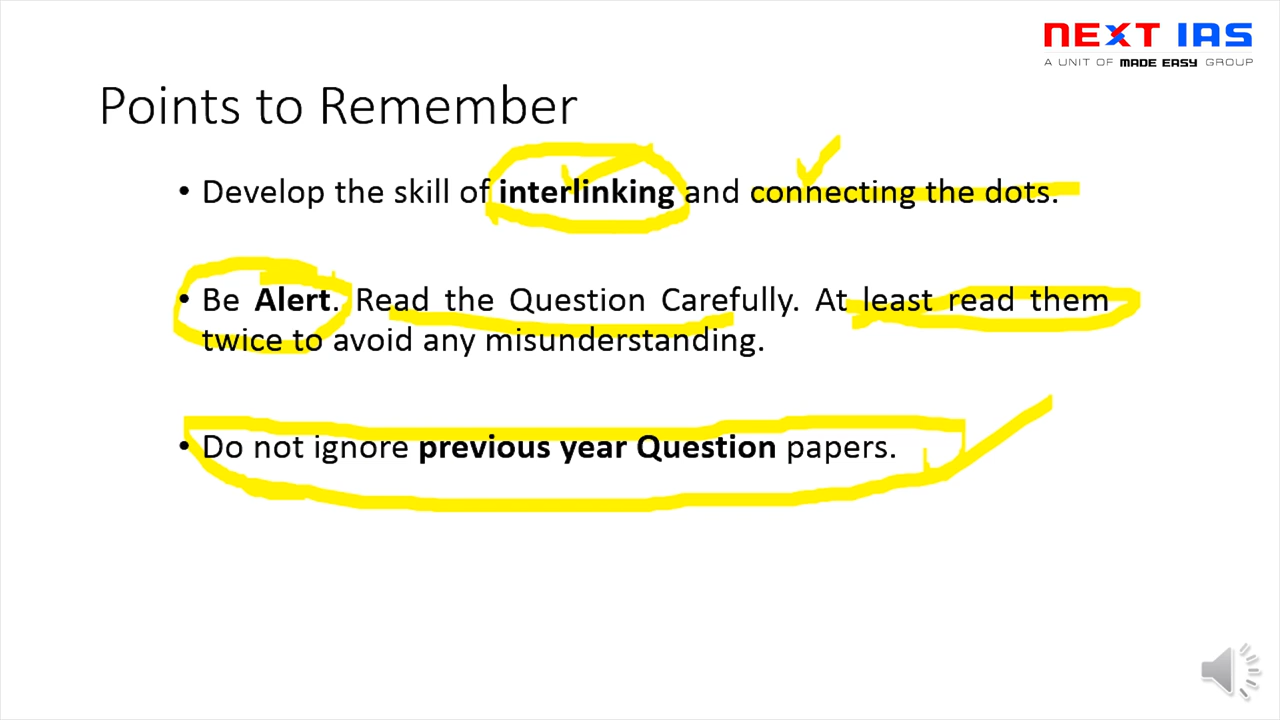 NEXT IAS
A UNIT OF MADE EASY GROUP
Points to Remember
• Develop the skill of interlinking and connecting the dots.
• Be Alert. Read the Question Carefully. At least read them
twice to avoid any misunderstanding.
• Do not ignore previous year Question papers.